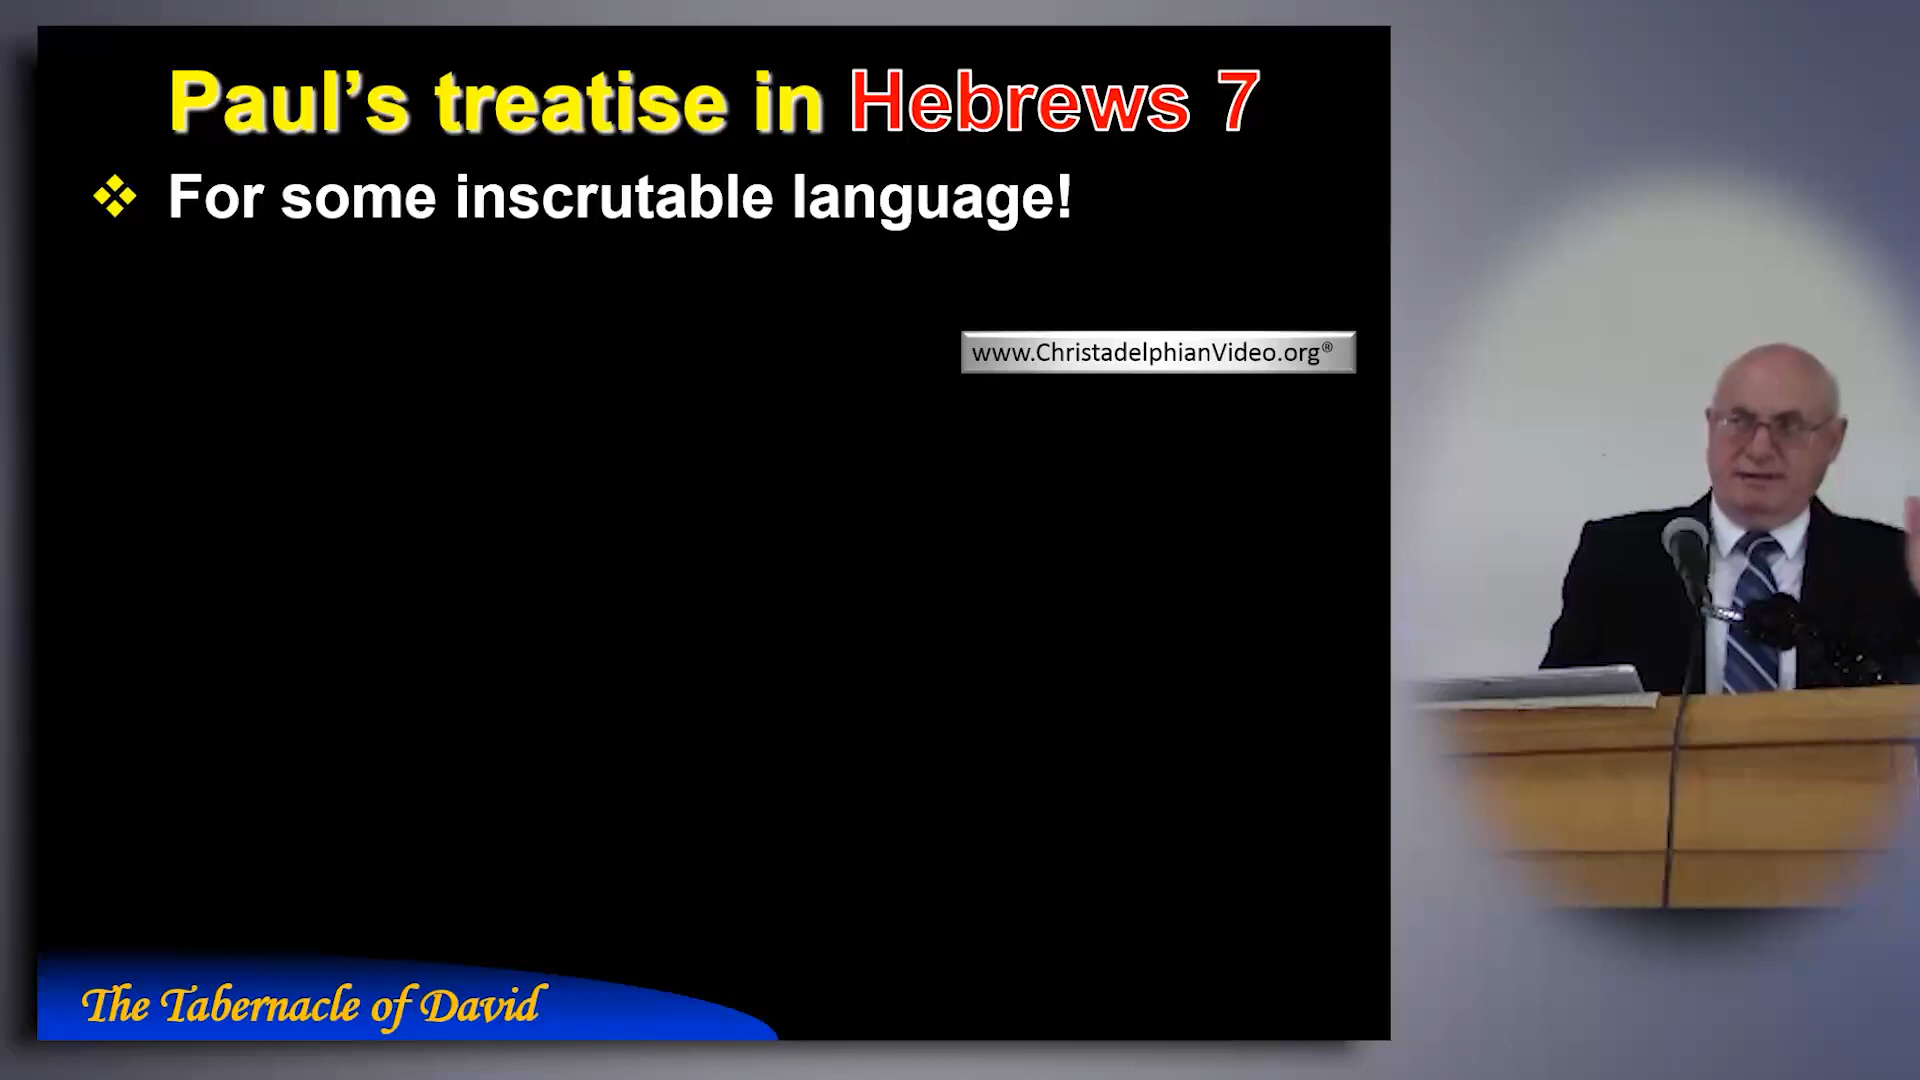 Paul’s treatise in Hebrews 7
❖ For some inscrutable language!
www.ChristadelphianVideo.org®
The Tabernacle of David